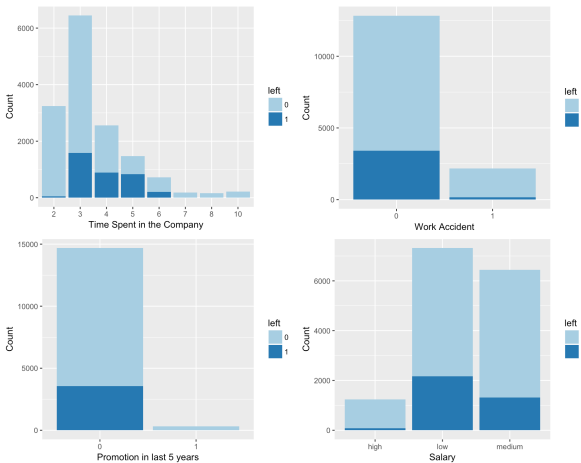 6000
4000
2000
0
Count
2 3 4 5 6 7 8 10
Time Spent in the Company
left
0
1
10000
5000
0
Count
0 1
Work Accident
left
15000
10000
5000
0
Count
0 1
Promotion in last 5 years
left
0
1
6000
4000
2000
0
Count
high low medium
Salary
left